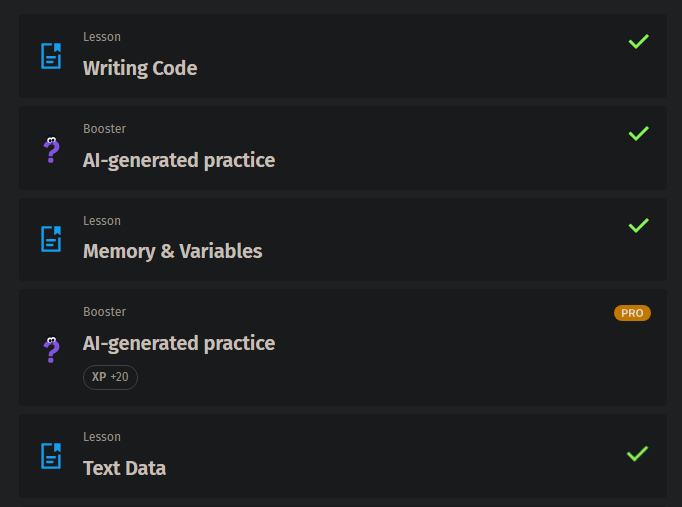 Lesson
Writing Code
Booster
AI-generated practice
Lesson
Memory & Variables
Booster
PRO
AI-generated practice
XP +20
Lesson
Text Data